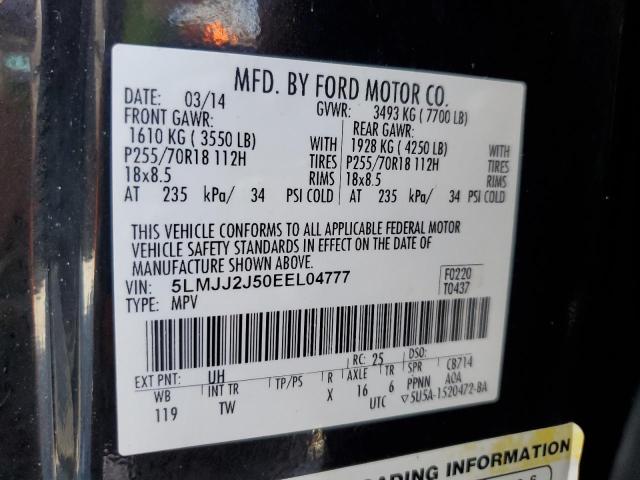 MFD. BY FORD MOTOR CO.
DATE: 03/14 GVWR: 3493 KG ( 7700 LB)
FRONT GAWR: REAR GAWR:
1610 KG ( 3550 LB) WITH 1928 KG ( 4250 LB)
P255/70R18 112H TIRES P255/70R18 112H
18x8.5 RIMS 18x8.5
AT 235 kPa/ 34 PSI COLD AT 235 kPa/ 34 PSI COLD
WITH
TIRES
RIMS
THIS VEHICLE CONFORMS TO ALL APPLICABLE FEDERAL MOTOR
VEHICLE SAFETY STANDARDS IN EFFECT ON THE DATE OF
MANUFACTURE SHOWN ABOVE.
VIN: 5LMJJ2J50EEL04777 F0220
TYPE: MPV T0437
EXT PNT: UH RC: 25 DSO:
WB INT TR TP/PS R AXLE TR SPR C8714
119 TW X 16 6 PPNN A0A
UTC ▽5U5A-1520472-BA
ADING INFORMATION